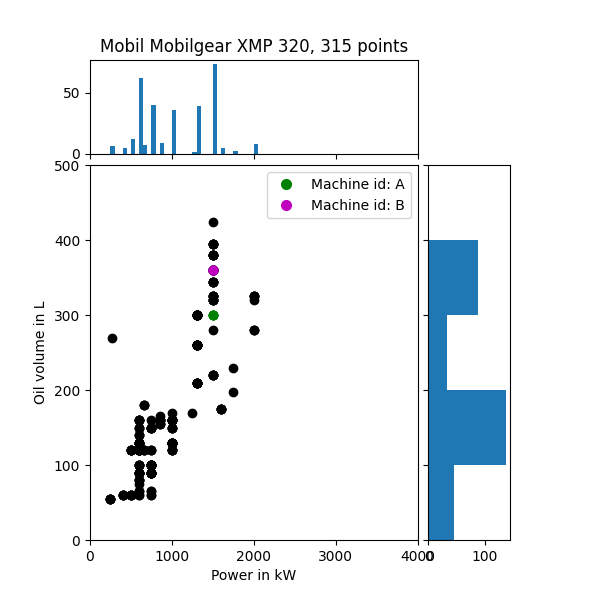 Mobil Mobilgear XMP 320, 315 points
50
0
500
Machine id: A
Machine id: B
400
300
200
100
0
Oil volume in L
0 1000 2000 3000 4000 0 100
Power in kW